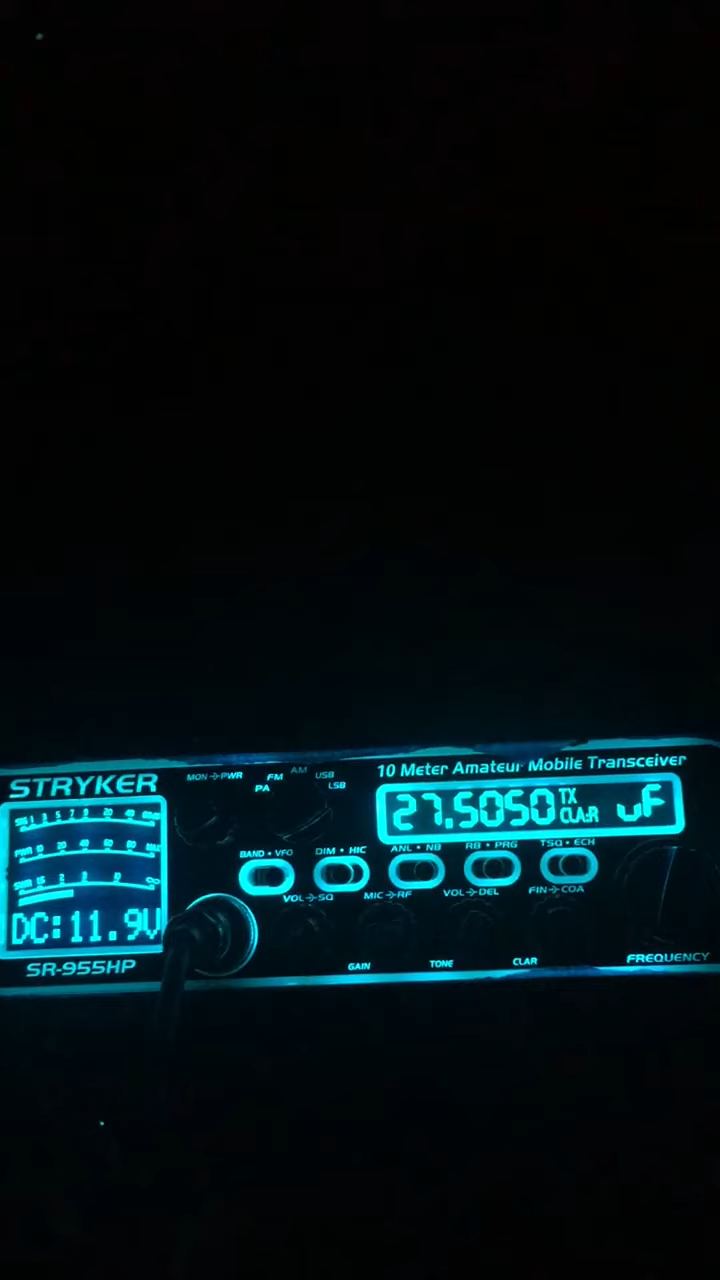 STRYKER
DC:11.9V
SR-955HP
MON→PWR
PA
FM
AM
USB
LSB
10 Meter Amateur Mobile Transceiver
27.5050
TX
CLAR
uF
BAND • VFO
DIM • HIC
ANL • NB
RB • PRG
TSQ • ECH
VOL→SQ
MIC→RF
VOL→DEL
FIN→COA
GAIN
TONE
CLAR
FREQUENCY